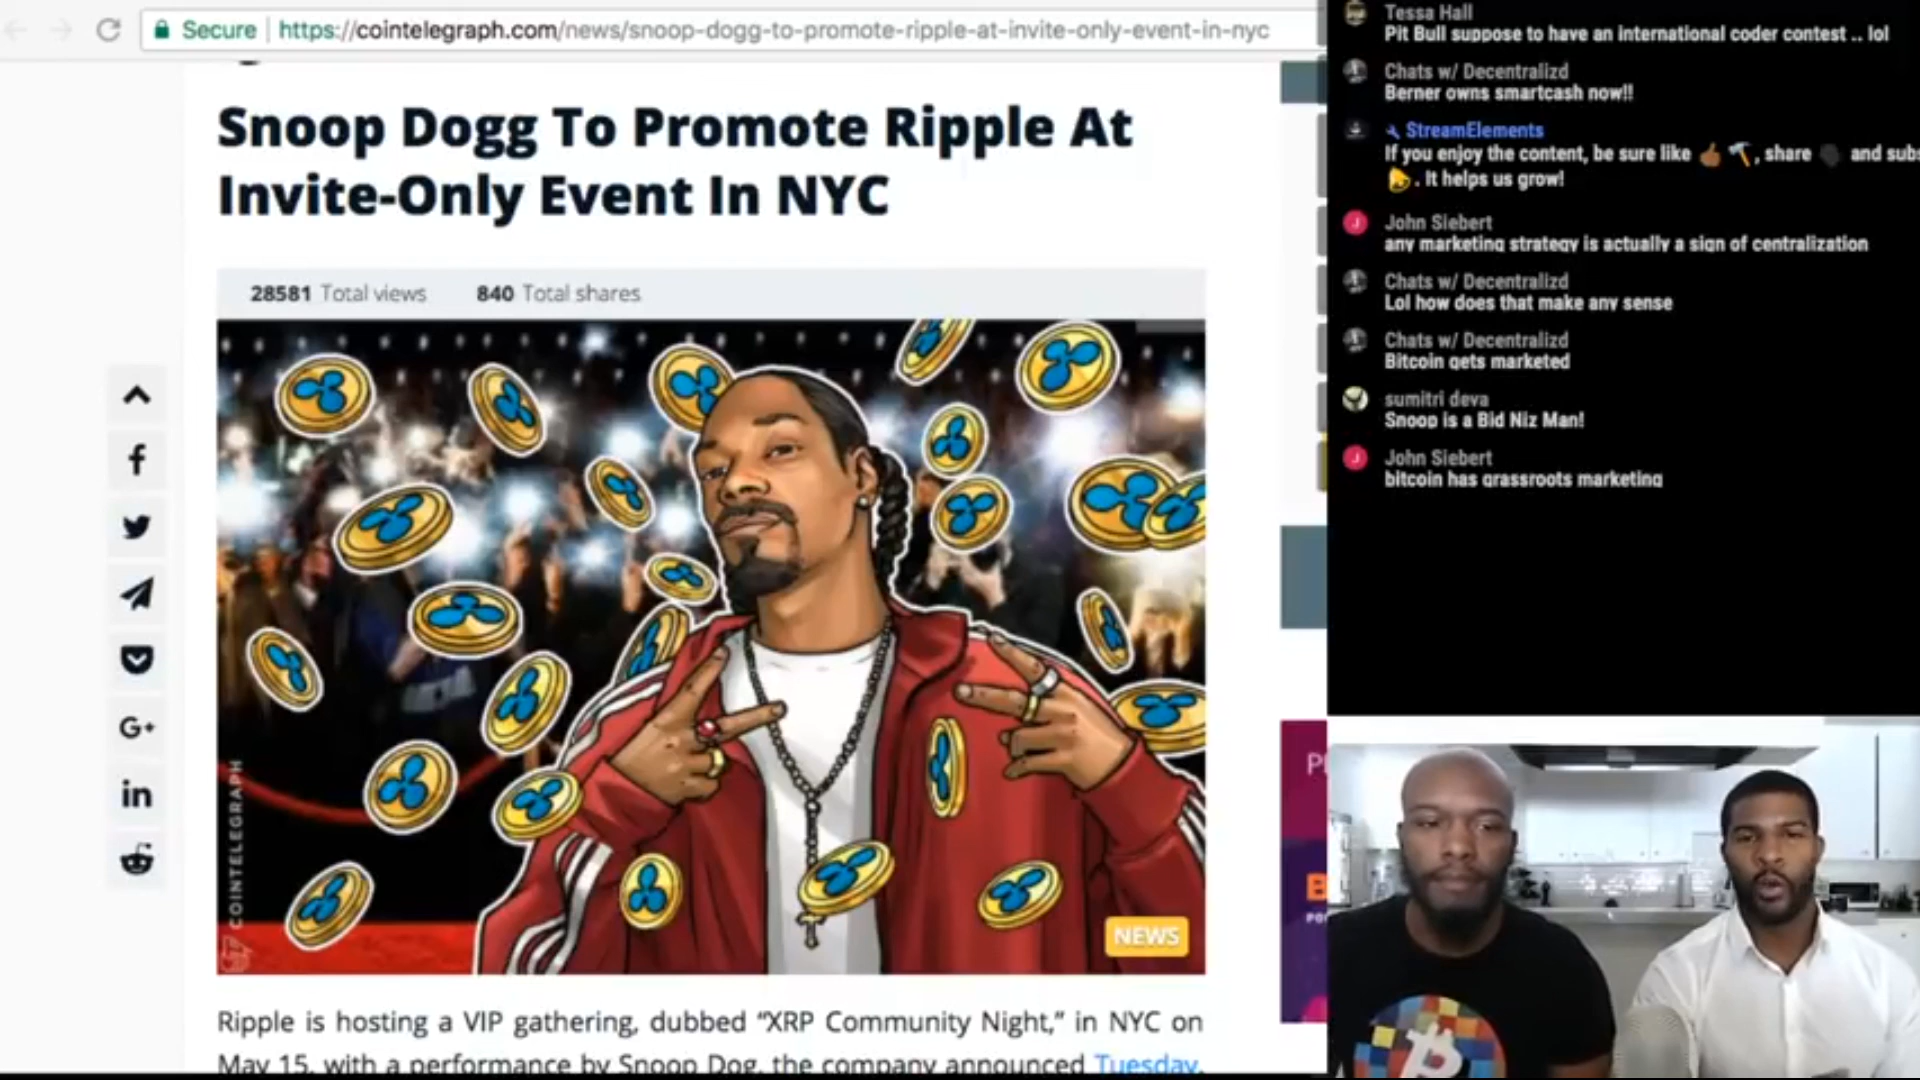 Secure | https://cointelegraph.com/news/snoop-dogg-to-promote-ripple-at-invite-only-event-in-nyc
Snoop Dogg To Promote Ripple At
Invite-Only Event In NYC
28581 Total views 840 Total shares
COINTELEGRAPH
NEWS
Ripple is hosting a VIP gathering, dubbed “XRP Community Night,” in NYC on
May 15, with a performance by Snoop Dog, the company announced Tuesday,
Tessa Hall
Pit Bull suppose to have an international coder contest .. lol
Chats w/ Decentralizd
Berner owns smartcash now!!
StreamElements
If you enjoy the content, be sure like , share and subs
. It helps us grow!
J John Siebert
any marketing strategy is actually a sign of centralization
Chats w/ Decentralizd
Lol how does that make any sense
Chats w/ Decentralizd
Bitcoin gets marketed
sumitri deva
Snoop is a Bid Niz Man!
J John Siebert
bitcoin has grassroots marketing